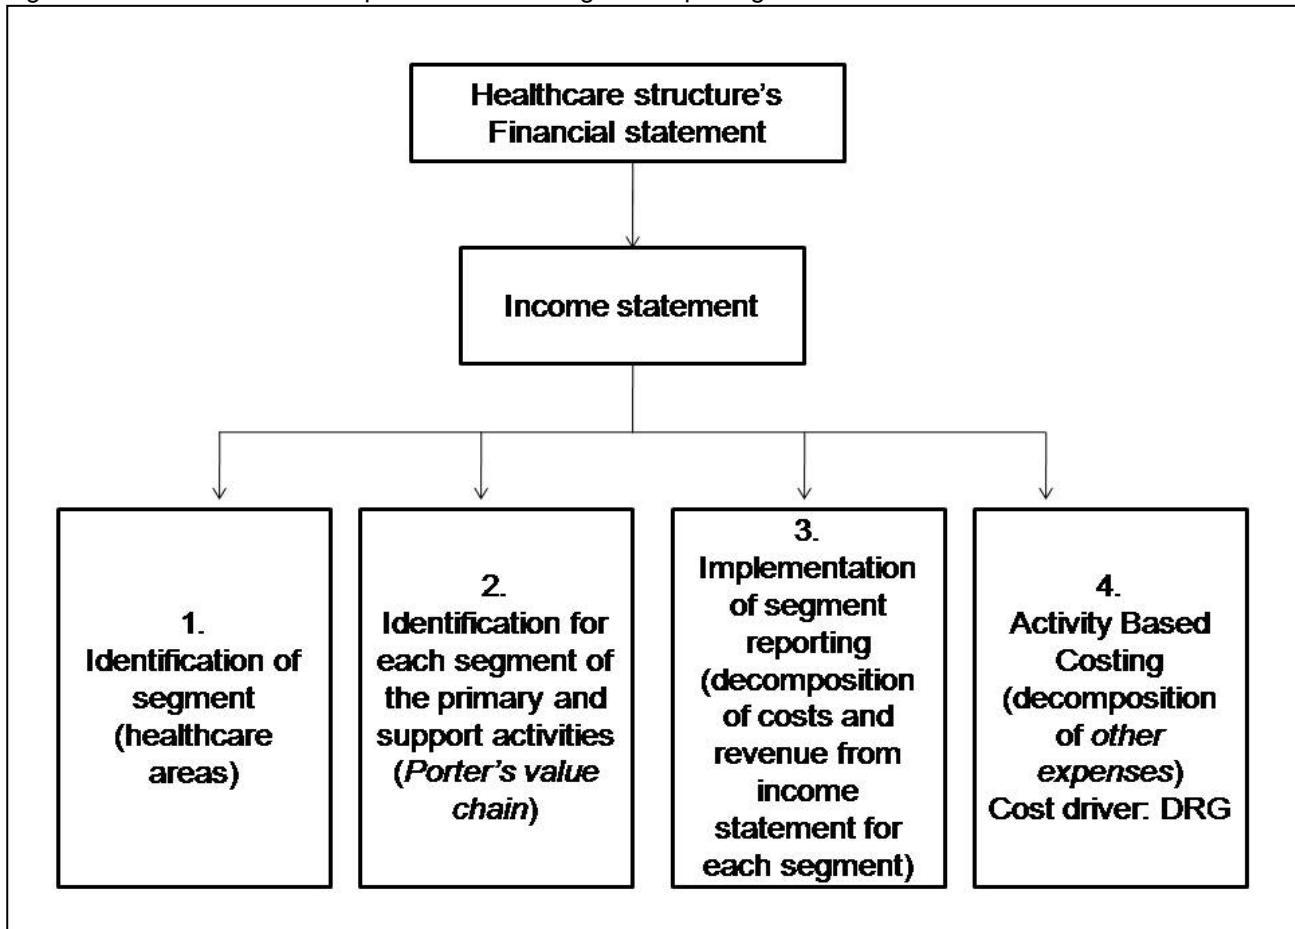 Healthcare structure's
Financial statement
Income statement
1.
Identification of
segment
(healthcare
areas)
2.
Identification for
each segment of
the primary and
support activities
(Porter's value
chain)
3.
Implementation
of segment
reporting
(decomposition
of costs and
revenue from
income
statement for
each segment)
4.
Activity Based
Costing
(decomposition
of other
expenses)
Cost driver: DRG